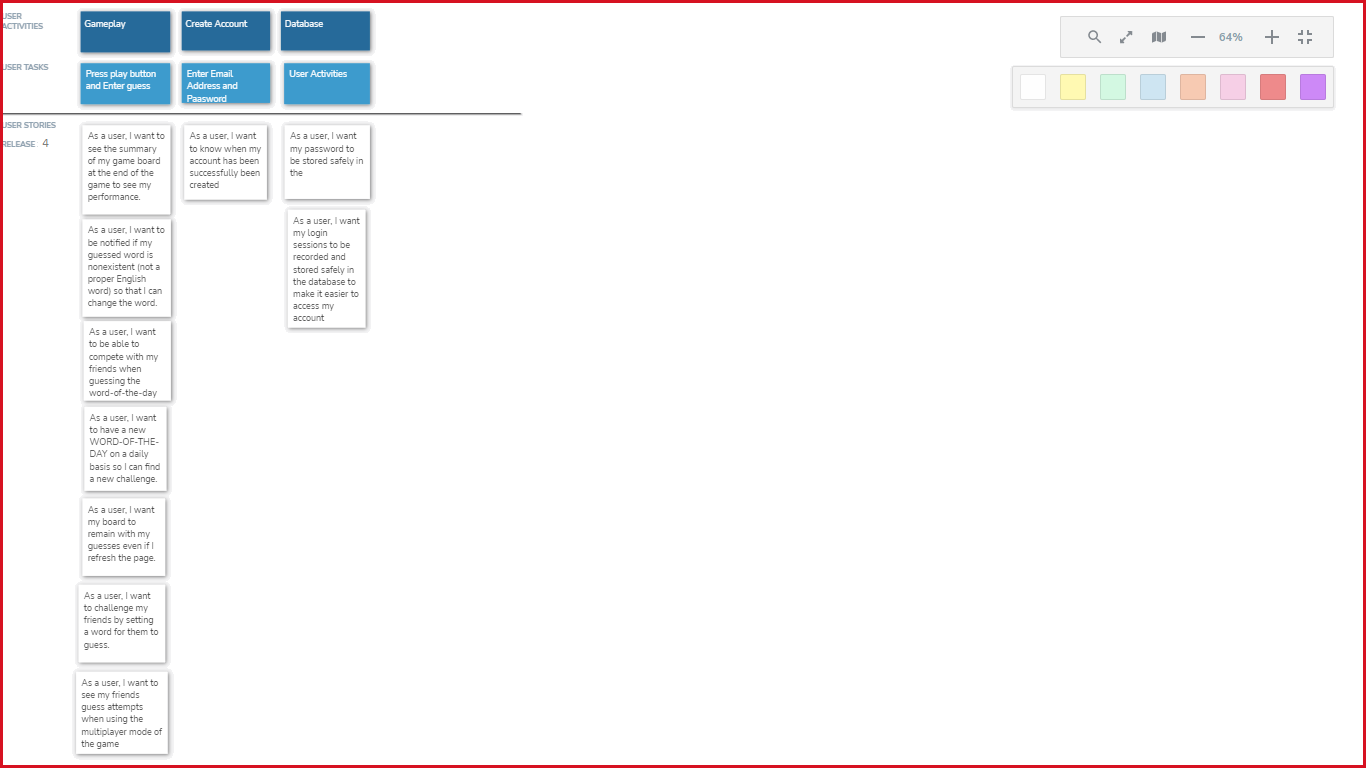 USER
ACTIVITIES
Gameplay
Create Account
Database
64%
USER TASKS
Press play button
and Enter guess
Enter Email
Address and
Paasword
User Activities
USER STORIES
RELEASE 4
As a user, I want to
see the summary
of my game board
at the end of the
game to see my
performance.
As a user, I want
to know when my
account has been
successfully been
created
As a user, I want
my password to
be stored safely in
the
As a user, I want to
be notified if my
guessed word is
nonexistent (not a
proper English
word) so that I can
change the word.
As a user, I want
my login
sessions to be
recorded and
stored safely in
the database to
make it easier to
access my
account
As a user, I want
to be able to
compete with my
friends when
guessing the
word-of-the-day
As a user, I want
to have a new
WORD-OF-THE-
DAY on a daily
basis so I can find
a new challenge.
As a user, I want
my board to
remain with my
guesses even if I
refresh the page.
As a user, I want
to challenge my
friends by setting
a word for them to
guess.
As a user, I want to
see my friends
guess attempts
when using the
multiplayer mode of
the game